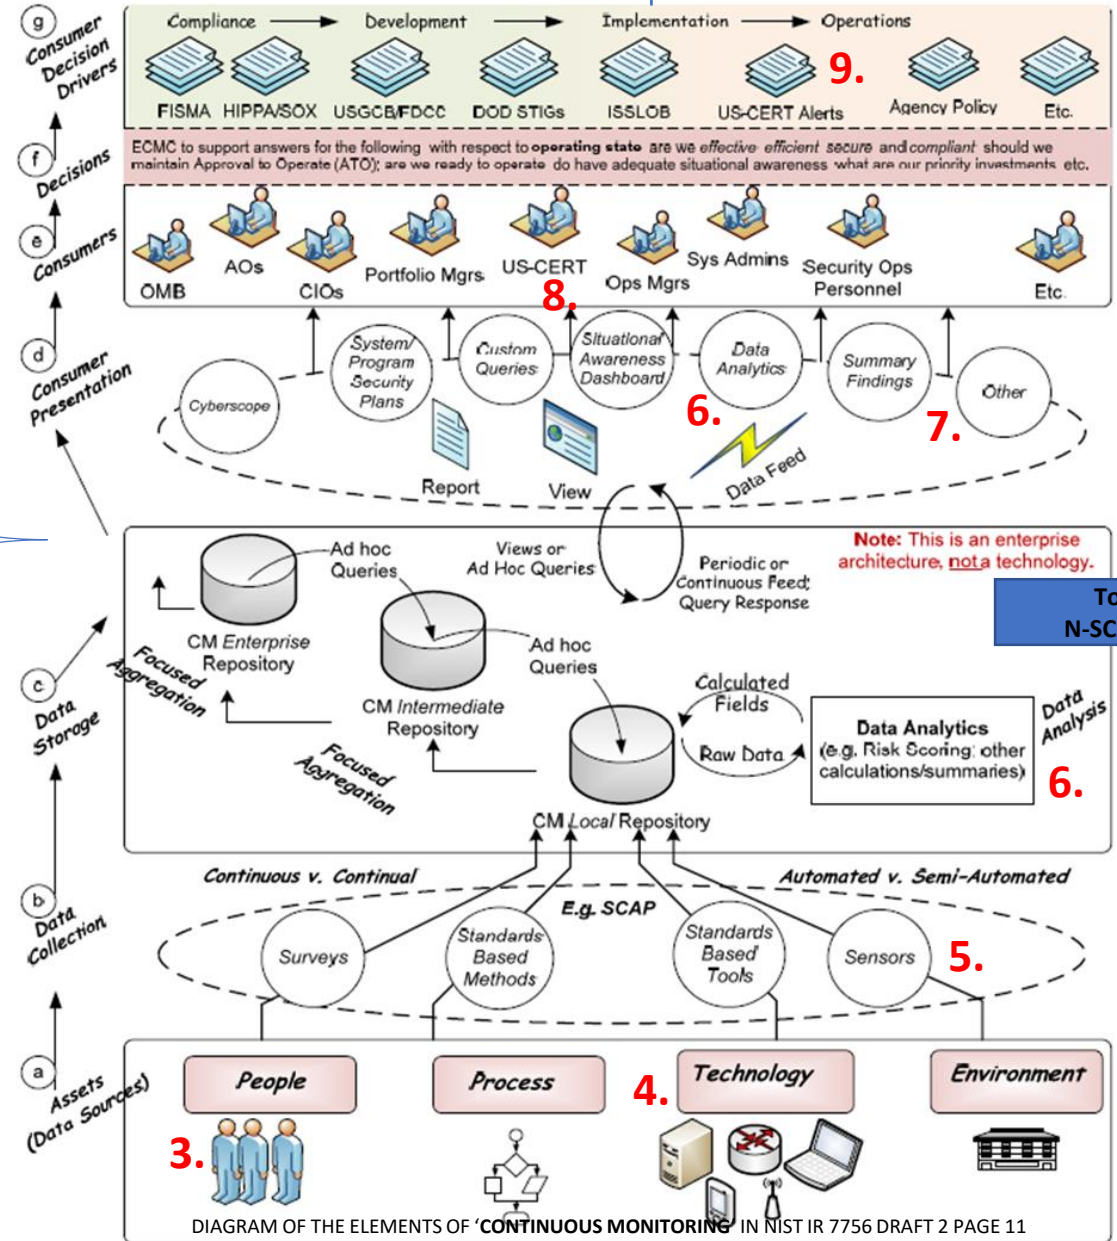 g
Consumer
Decision
Drivers
Compliance
Development
Implementation
Operations
9.
FISMA
HIPPA/SOX
USGCB/FDCC
DOD STIGs
ISSLOB
US-CERT Alerts
Agency Policy
Etc.
f
Decisions
ECMC to support answers for the following with respect to operating state are we effective efficient secure and compliant should we
maintain Approval to Operate (ATO); are we ready to operate do have adequate situational awareness what are our priority investments etc.
e
Consumers
OMB
AOs
CIOs
Portfolio Mgrs
US-CERT
8.
Ops Mgrs
Sys Admins
Security Ops
Personnel
Etc.
d
Consumer
Presentation
Cyberscope
System/
Program
Security
Plans
Custom
Queries
Situational
Awareness
Dashboard
Data
Analytics
Summary
Findings
Other
6.
7.
Report
View
Data Feed
Ad hoc
Queries
Views or
Ad Hoc Queries
Periodic or
Continuous Feed;
Query Response
Note: This is an enterprise
architecture, not a technology.
To
N-SC
CM Enterprise
Repository
Focused
Aggregation
c
Data
Storage
CM Intermediate
Repository
Ad hoc
Queries
Focused
Aggregation
Calculated
Fields
Raw Data
Data Analytics
(e.g. Risk Scoring; other
calculations/summaries)
Data
Analysis
6.
CM Local Repository
b
Data
Collection
Continuous v. Continual
Automated v. Semi-Automated
E.g. SCAP
Surveys
Standards
Based
Methods
Standards
Based
Tools
Sensors
5.
a
Assets
(Data Sources)
People
Process
4.
Technology
Environment
3.
DIAGRAM OF THE ELEMENTS OF ‘CONTINUOUS MONITORING’ IN NIST IR 7756 DRAFT 2 PAGE 11